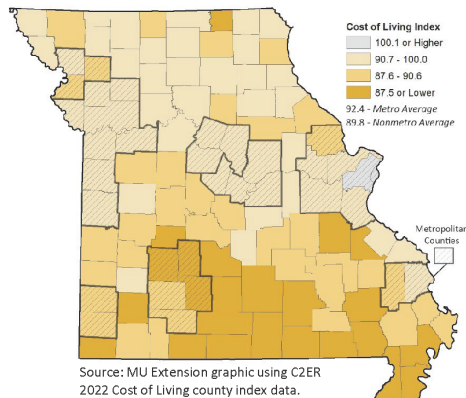 Cost of Living Index
100.1 or Higher
90.7 - 100.0
87.6 - 90.6
87.5 or Lower
92.4 - Metro Average
89.8 - Nonmetro Average
Metropolitan
Counties
Source: MU Extension graphic using C2ER
2022 Cost of Living county index data.